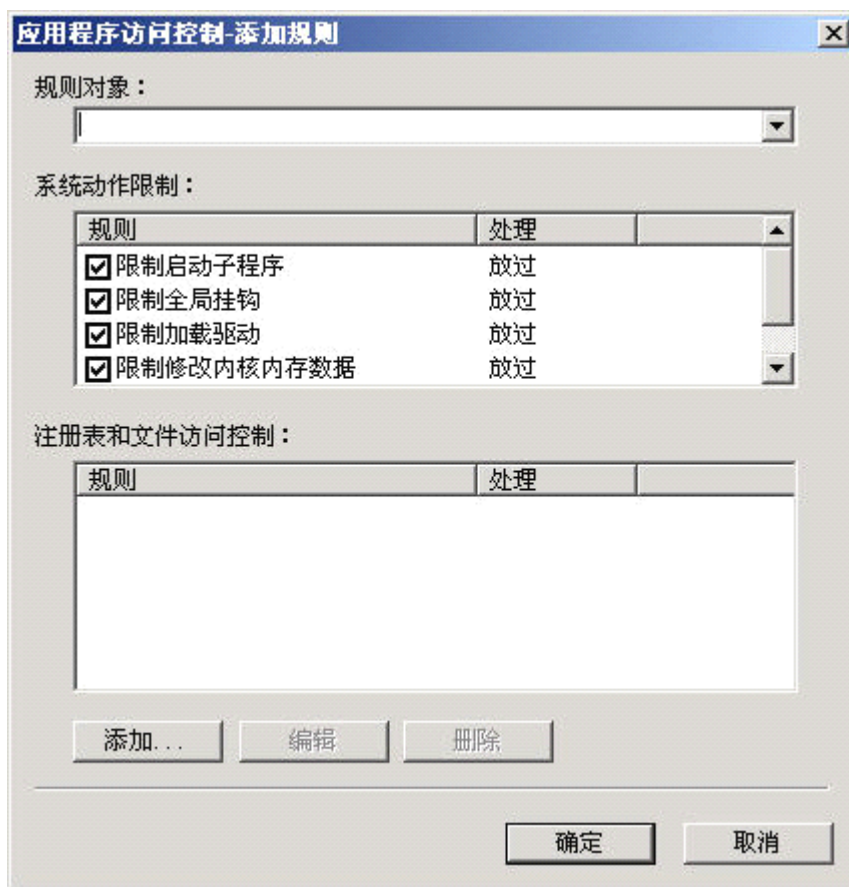 应用程序访问控制-添加规则
规则对象：
系统动作限制：
规则 处理
限制启动子程序 放过
限制全局挂钩 放过
限制加载驱动 放过
限制修改内核内存数据 放过
注册表和文件访问控制：
规则 处理
添加... 编辑 删除
确定 取消